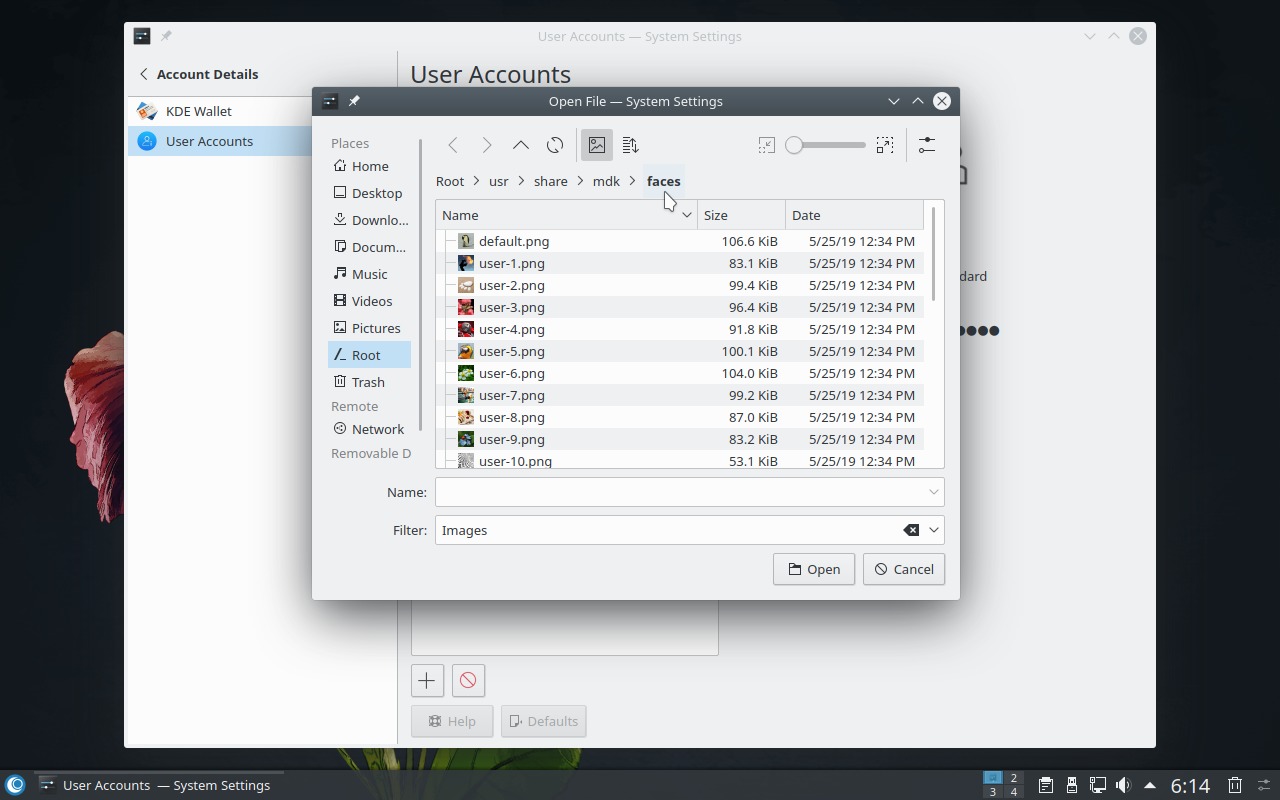 User Accounts — System Settings
Account Details
User Accounts
KDE Wallet
User Accounts
Open File — System Settings
Places
Home
Desktop
Downlo...
Docum...
Music
Videos
Pictures
Root
Trash
Remote
Network
Removable D
Root > usr > share > mdk > faces
Name Size Date
default.png 106.6 KiB 5/25/19 12:34 PM
user-1.png 83.1 KiB 5/25/19 12:34 PM
user-2.png 99.4 KiB 5/25/19 12:34 PM
user-3.png 96.4 KiB 5/25/19 12:34 PM
user-4.png 91.8 KiB 5/25/19 12:34 PM
user-5.png 100.1 KiB 5/25/19 12:34 PM
user-6.png 104.0 KiB 5/25/19 12:34 PM
user-7.png 99.2 KiB 5/25/19 12:34 PM
user-8.png 87.0 KiB 5/25/19 12:34 PM
user-9.png 83.2 KiB 5/25/19 12:34 PM
user-10.png 53.1 KiB 5/25/19 12:34 PM
Name:
Filter: Images
Open Cancel
dard
Help Defaults
User Accounts — System Settings
2
3 4
6:14